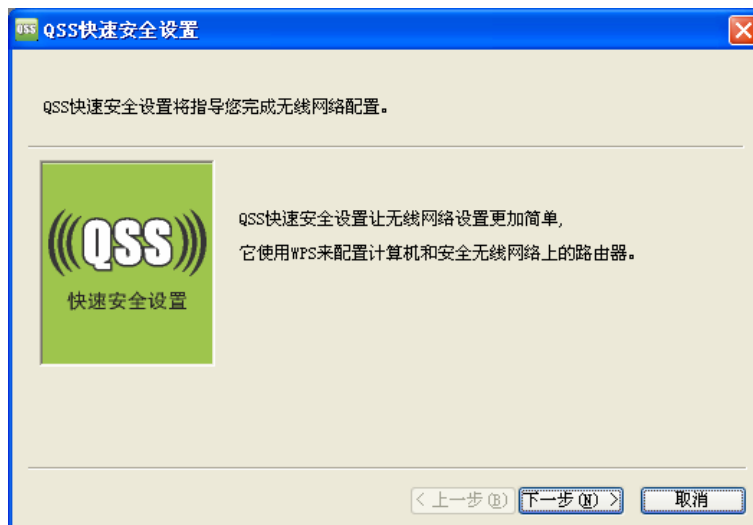 QSS QSS快速安全设置
QSS快速安全设置将指导您完成无线网络配置。
QSS
快速安全设置
QSS快速安全设置让无线网络设置更加简单,
它使用WPS来配置计算机和安全无线网络上的路由器。
< 上一步(B) 下一步(N) > 取消